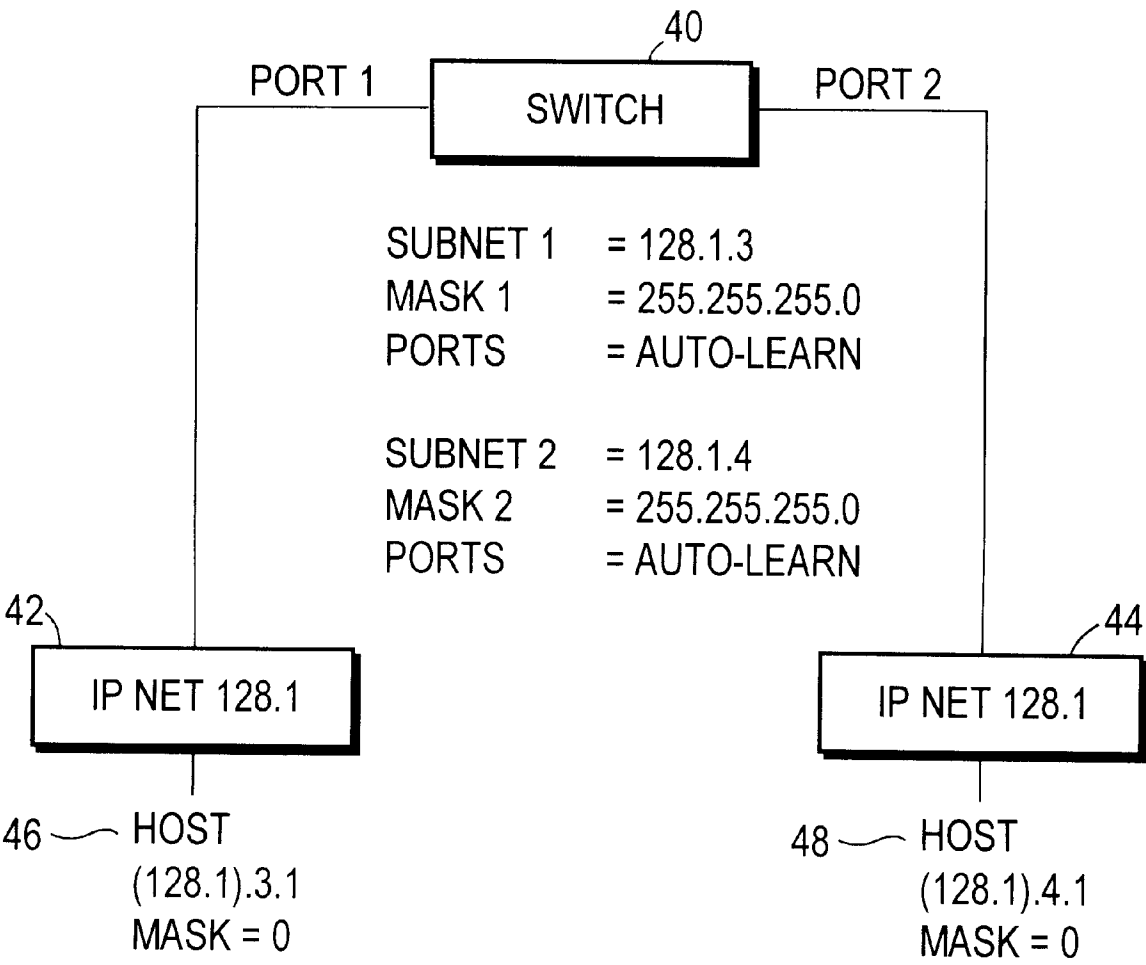 40
PORT 1
SWITCH
PORT 2
SUBNET 1 = 128.1.3
MASK 1 = 255.255.255.0
PORTS = AUTO-LEARN
SUBNET 2 = 128.1.4
MASK 2 = 255.255.255.0
PORTS = AUTO-LEARN
42
IP NET 128.1
44
IP NET 128.1
46 HOST
(128.1).3.1
MASK = 0
48 HOST
(128.1).4.1
MASK = 0